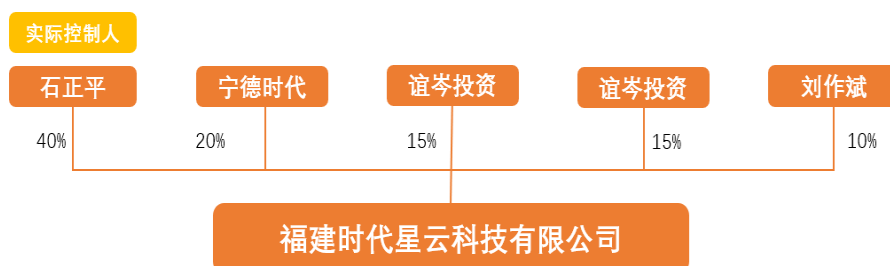 实际控制人
石正平
宁德时代
谊岑投资
谊岑投资
刘作斌
40%
20%
15%
15%
10%
福建时代星云科技有限公司